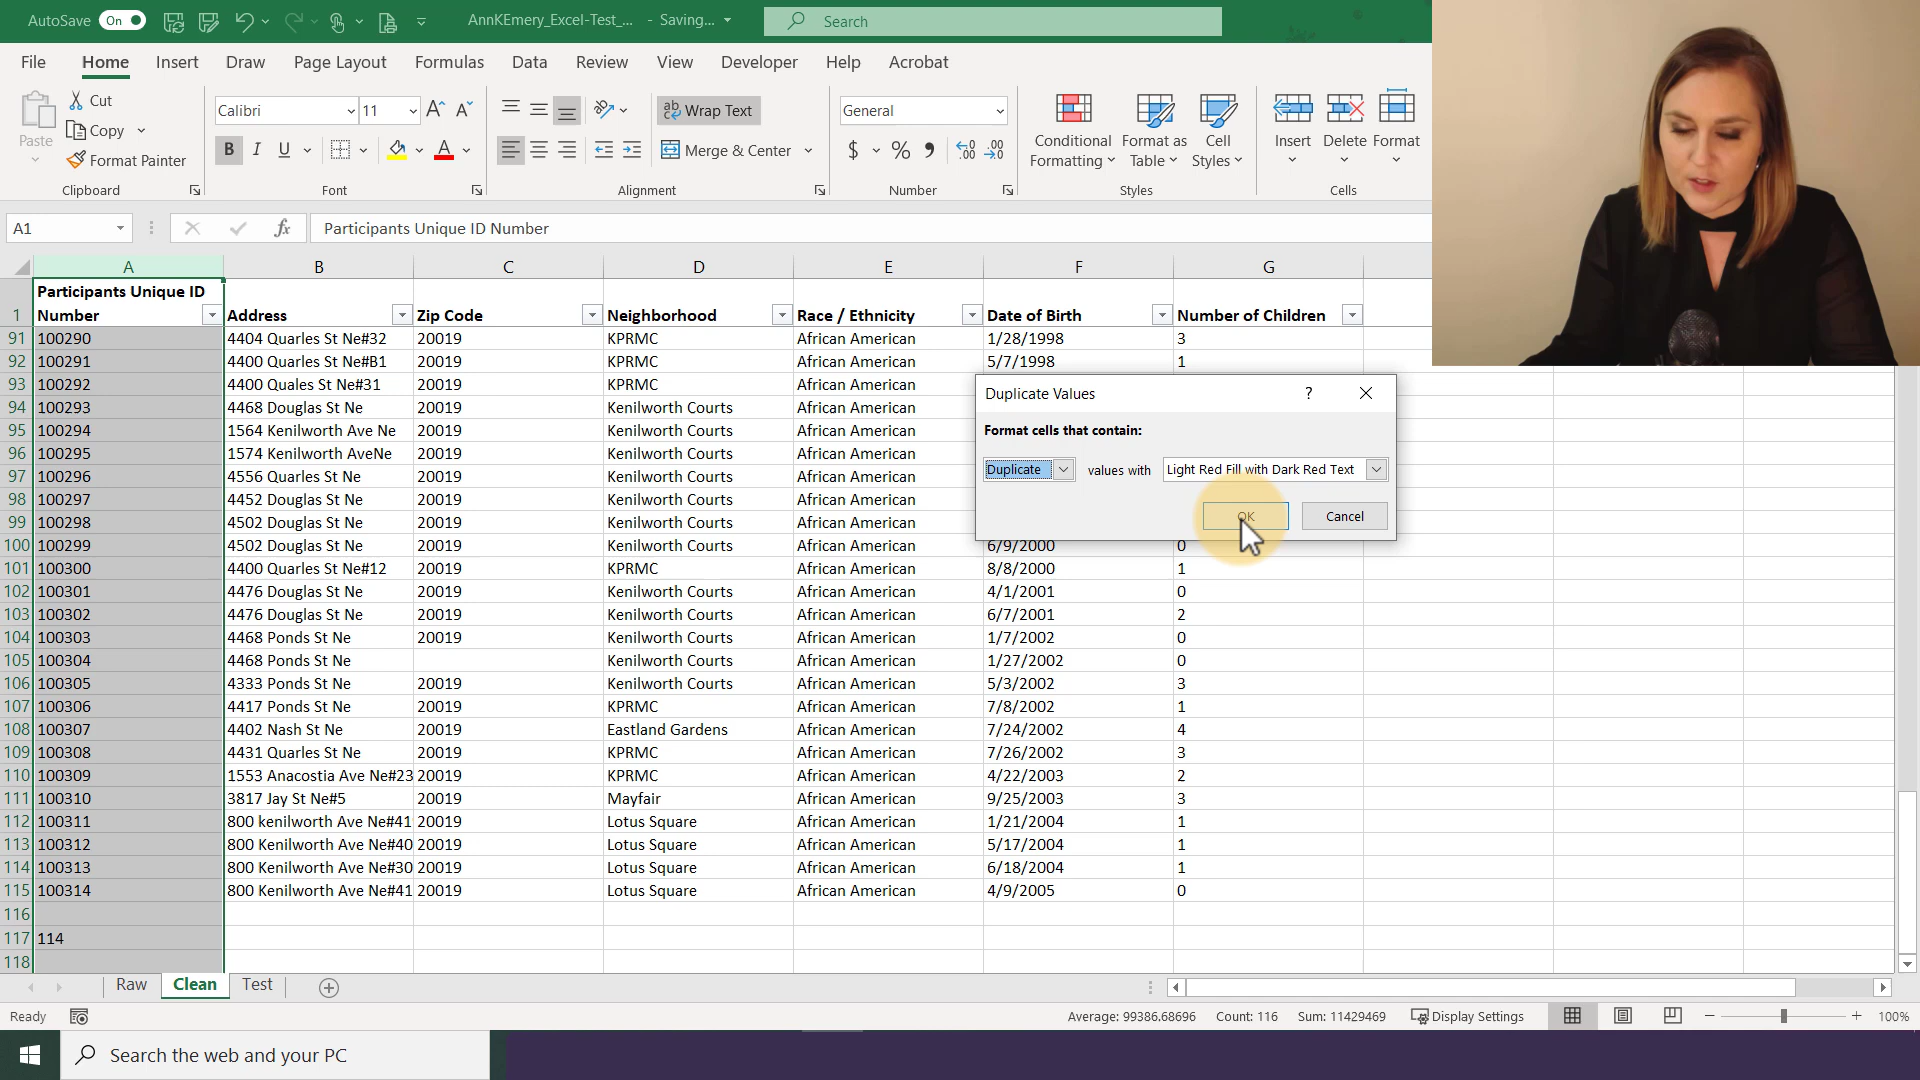 AutoSave On AnnKEmery_Excel-Test_... - Saving... Search
File Home Insert Draw Page Layout Formulas Data Review View Developer Help Acrobat
Paste Cut Copy Format Painter Clipboard
Calibri 11 B I U A Font
ab Wrap Text Merge & Center Alignment
General $ % Number
Conditional Formatting Format as Table Cell Styles Styles
Insert Delete Format Cells
A1 fx Participants Unique ID Number
A B C D E F G
1 Participants Unique ID Number Address Zip Code Neighborhood Race / Ethnicity Date of Birth Number of Children
91 100290 4404 Quarles St Ne#32 20019 KPRMC African American 1/28/1998 3
92 100291 4400 Quarles St Ne#B1 20019 KPRMC African American 5/7/1998 1
93 100292 4400 Quales St Ne#31 20019 KPRMC African American
94 100293 4468 Douglas St Ne 20019 Kenilworth Courts African American
95 100294 1564 Kenilworth Ave Ne 20019 Kenilworth Courts African American
96 100295 1574 Kenilworth AveNe 20019 Kenilworth Courts African American
97 100296 4556 Quarles St Ne 20019 Kenilworth Courts African American
98 100297 4452 Douglas St Ne 20019 Kenilworth Courts African American
99 100298 4502 Douglas St Ne 20019 Kenilworth Courts African American
100 100299 4502 Douglas St Ne 20019 Kenilworth Courts African American 6/9/2000 0
101 100300 4400 Quarles St Ne#12 20019 KPRMC African American 8/8/2000 1
102 100301 4476 Douglas St Ne 20019 Kenilworth Courts African American 4/1/2001 0
103 100302 4476 Douglas St Ne 20019 Kenilworth Courts African American 6/7/2001 2
104 100303 4468 Ponds St Ne 20019 Kenilworth Courts African American 1/7/2002 0
105 100304 4468 Ponds St Ne Kenilworth Courts African American 1/27/2002 0
106 100305 4333 Ponds St Ne 20019 Kenilworth Courts African American 5/3/2002 3
107 100306 4417 Ponds St Ne 20019 KPRMC African American 7/8/2002 1
108 100307 4402 Nash St Ne 20019 Eastland Gardens African American 7/24/2002 4
109 100308 4431 Quarles St Ne 20019 KPRMC African American 7/26/2002 3
110 100309 1553 Anacostia Ave Ne#23 20019 KPRMC African American 4/22/2003 2
111 100310 3817 Jay St Ne#5 20019 Mayfair African American 9/25/2003 3
112 100311 800 kenilworth Ave Ne#41 20019 Lotus Square African American 1/21/2004 1
113 100312 800 Kenilworth Ave Ne#40 20019 Lotus Square African American 5/17/2004 1
114 100313 800 Kenilworth Ave Ne#30 20019 Lotus Square African American 6/18/2004 1
115 100314 800 Kenilworth Ave Ne#41 20019 Lotus Square African American 4/9/2005 0
116
117 114
118
Duplicate Values ?
Format cells that contain:
Duplicate values with Light Red Fill with Dark Red Text
OK Cancel
Raw Clean Test
Ready Average: 99386.68696 Count: 116 Sum: 11429469 Display Settings 100%
Search the web and your PC